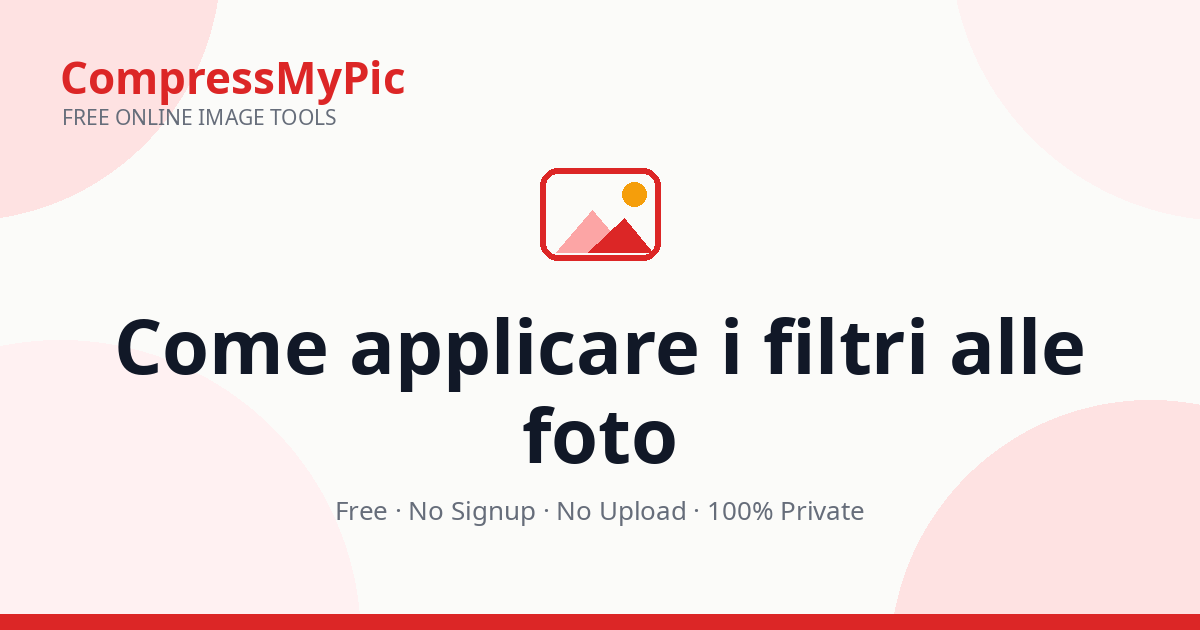 CompressMyPic
FREE ONLINE IMAGE TOOLS
Come applicare i filtri alle
foto
Free · No Signup · No Upload · 100% Private